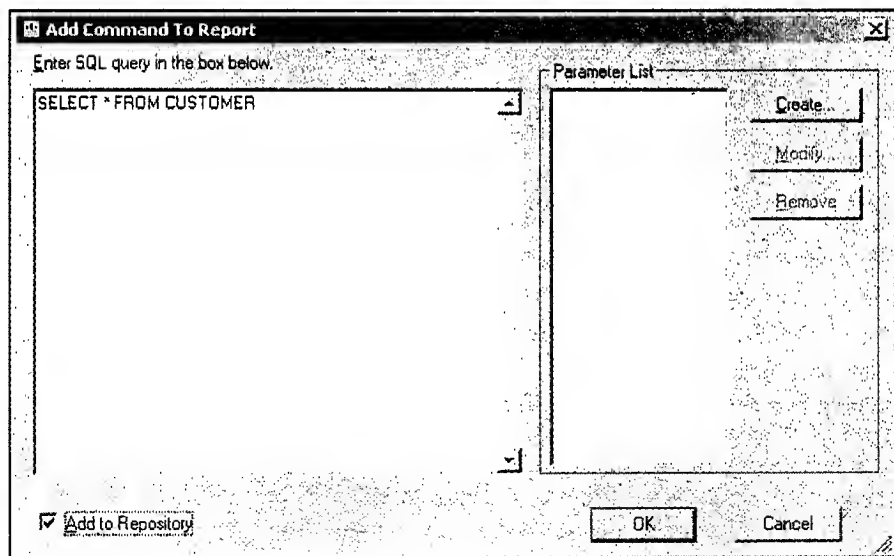 Add Command To Report
Enter SQL query in the box below.
Parameter List
SELECT * FROM CUSTOMER
Create...
Modify...
Remove
Add to Repository
OK
Cancel